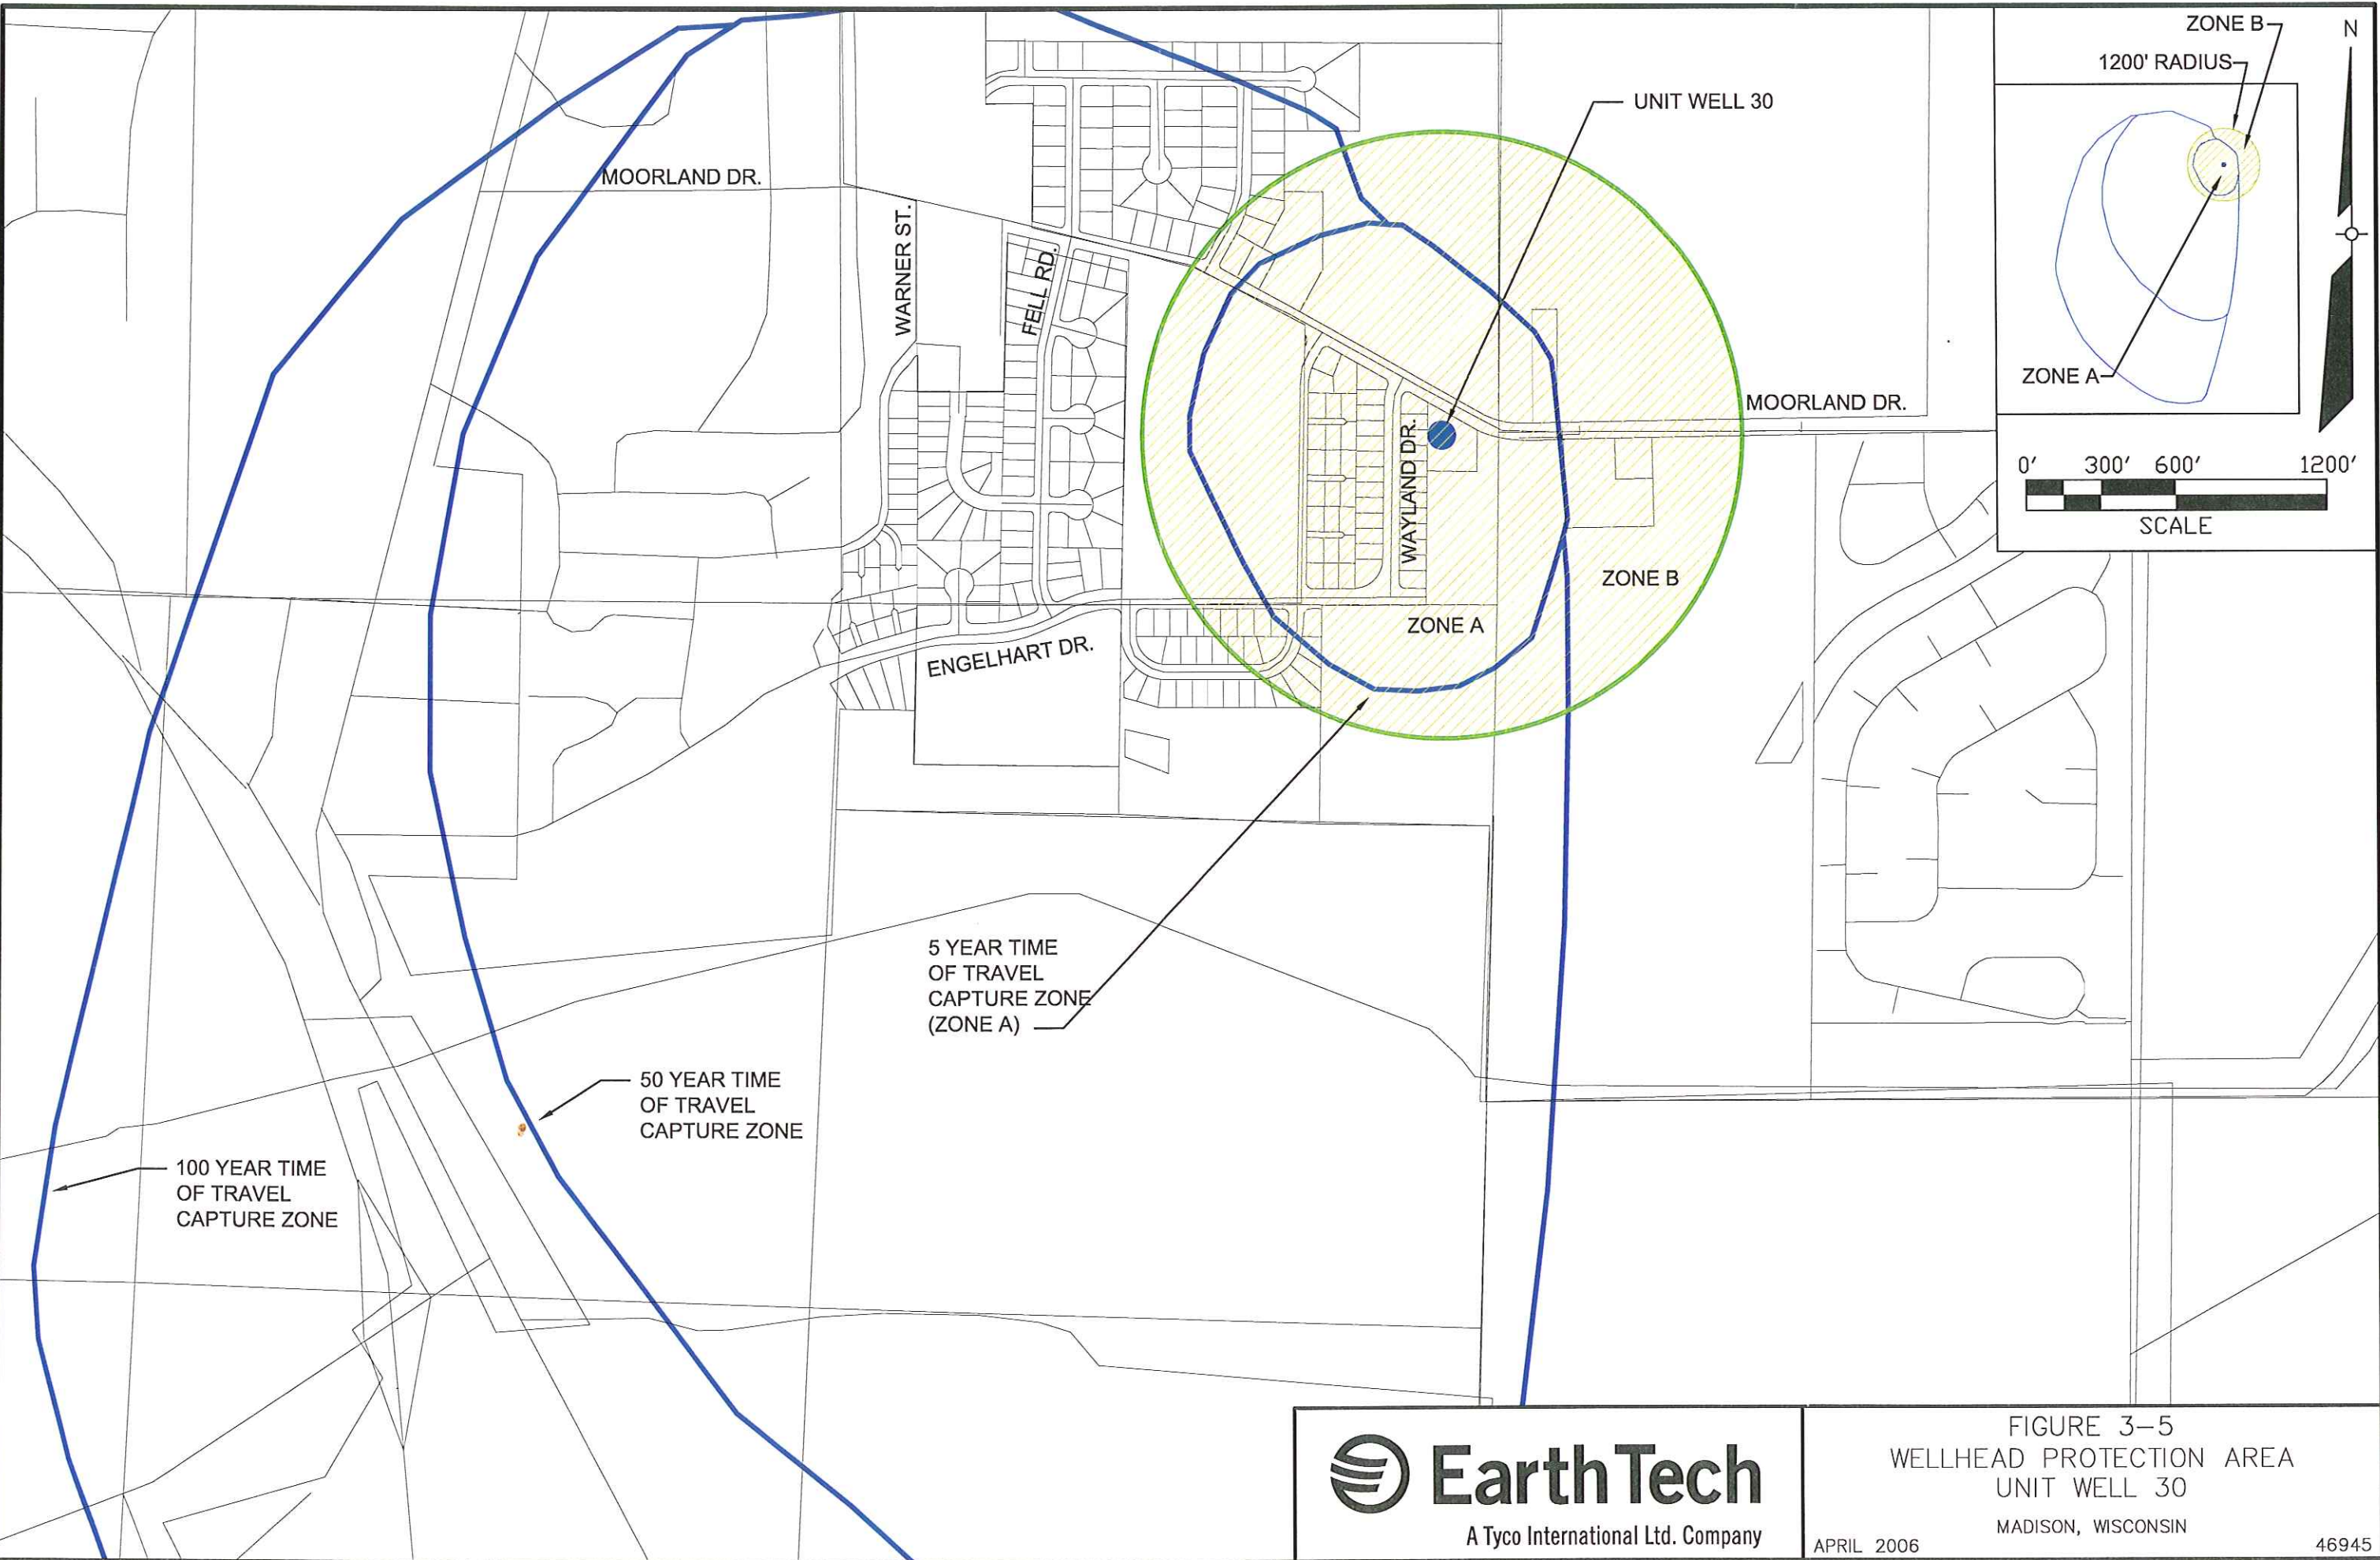 ZONE B
N
1200' RADIUS
UNIT WELL 30
MOORLAND DR.
WARNER ST.
FELL RD.
ZONE A
MOORLAND DR.
WAYLAND DR.
0' 300' 600' 1200'
SCALE
ZONE B
ZONE A
ENGELHART DR.
5 YEAR TIME
OF TRAVEL
CAPTURE ZONE
(ZONE A)
50 YEAR TIME
OF TRAVEL
CAPTURE ZONE
100 YEAR TIME
OF TRAVEL
CAPTURE ZONE
EarthTech
A Tyco International Ltd. Company
FIGURE 3-5
WELLHEAD PROTECTION AREA
UNIT WELL 30
MADISON, WISCONSIN
APRIL 2006
46945